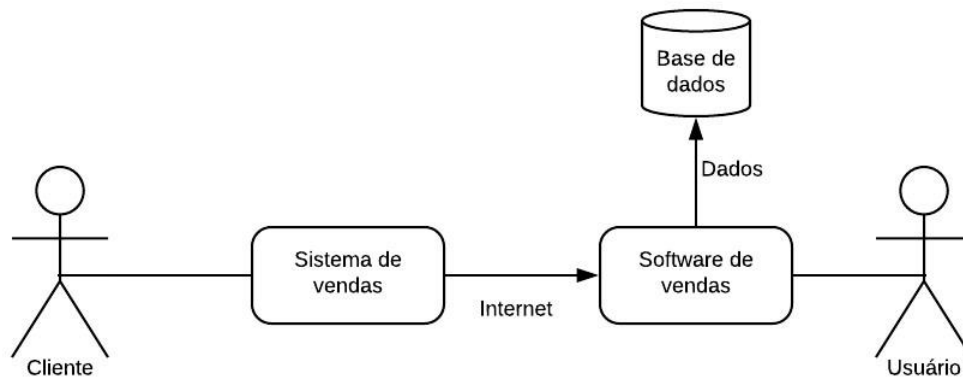 Base de
dados
Dados
Sistema de
vendas
Internet
Software de
vendas
Cliente
Usuário